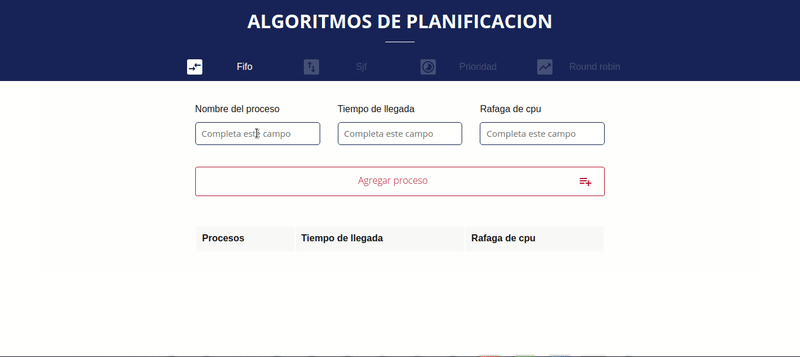 ALGORITMOS DE PLANIFICACION
Fifo Sjf Prioridad Round robin
Nombre del proceso Tiempo de llegada Rafaga de cpu
Completa este campo Completa este campo Completa este campo
Agregar proceso
Procesos Tiempo de llegada Rafaga de cpu